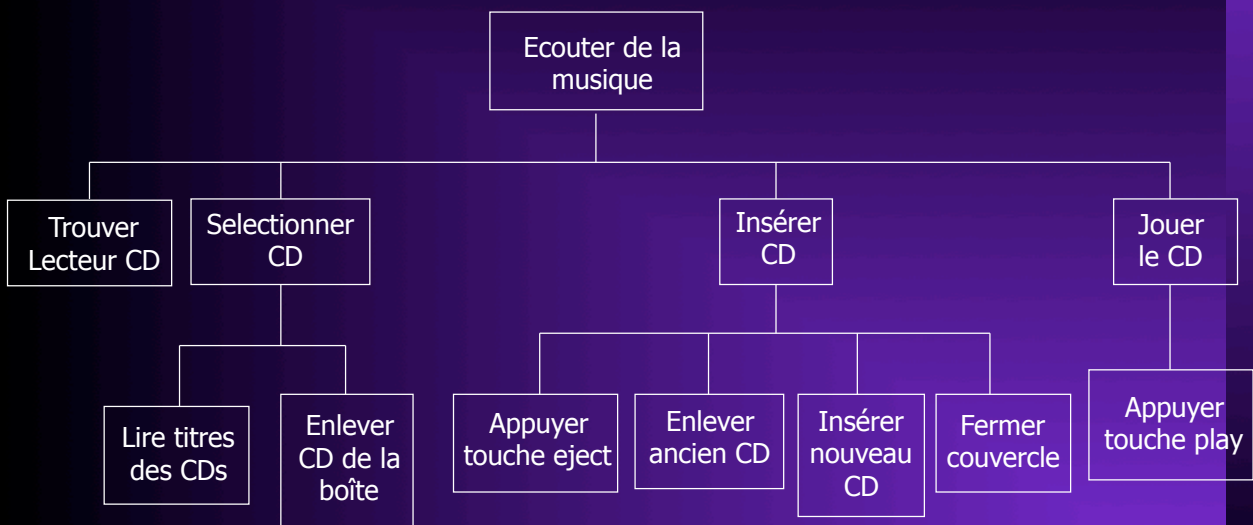 Ecouter de la
musique
Trouver
Lecteur CD
Selectionner
CD
Insérer
CD
Jouer
le CD
Lire titres
des CDs
Enlever
CD de la
boîte
Appuyer
touche eject
Enlever
ancien CD
Insérer
nouveau
CD
Fermer
couvercle
Appuyer
touche play